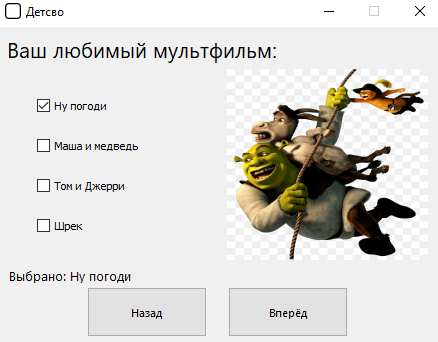 Детсво
Ваш любимый мультфильм:
Ну погоди
Маша и медведь
Том и Джерри
Шрек
Выбрано: Ну погоди
Назад
Вперёд